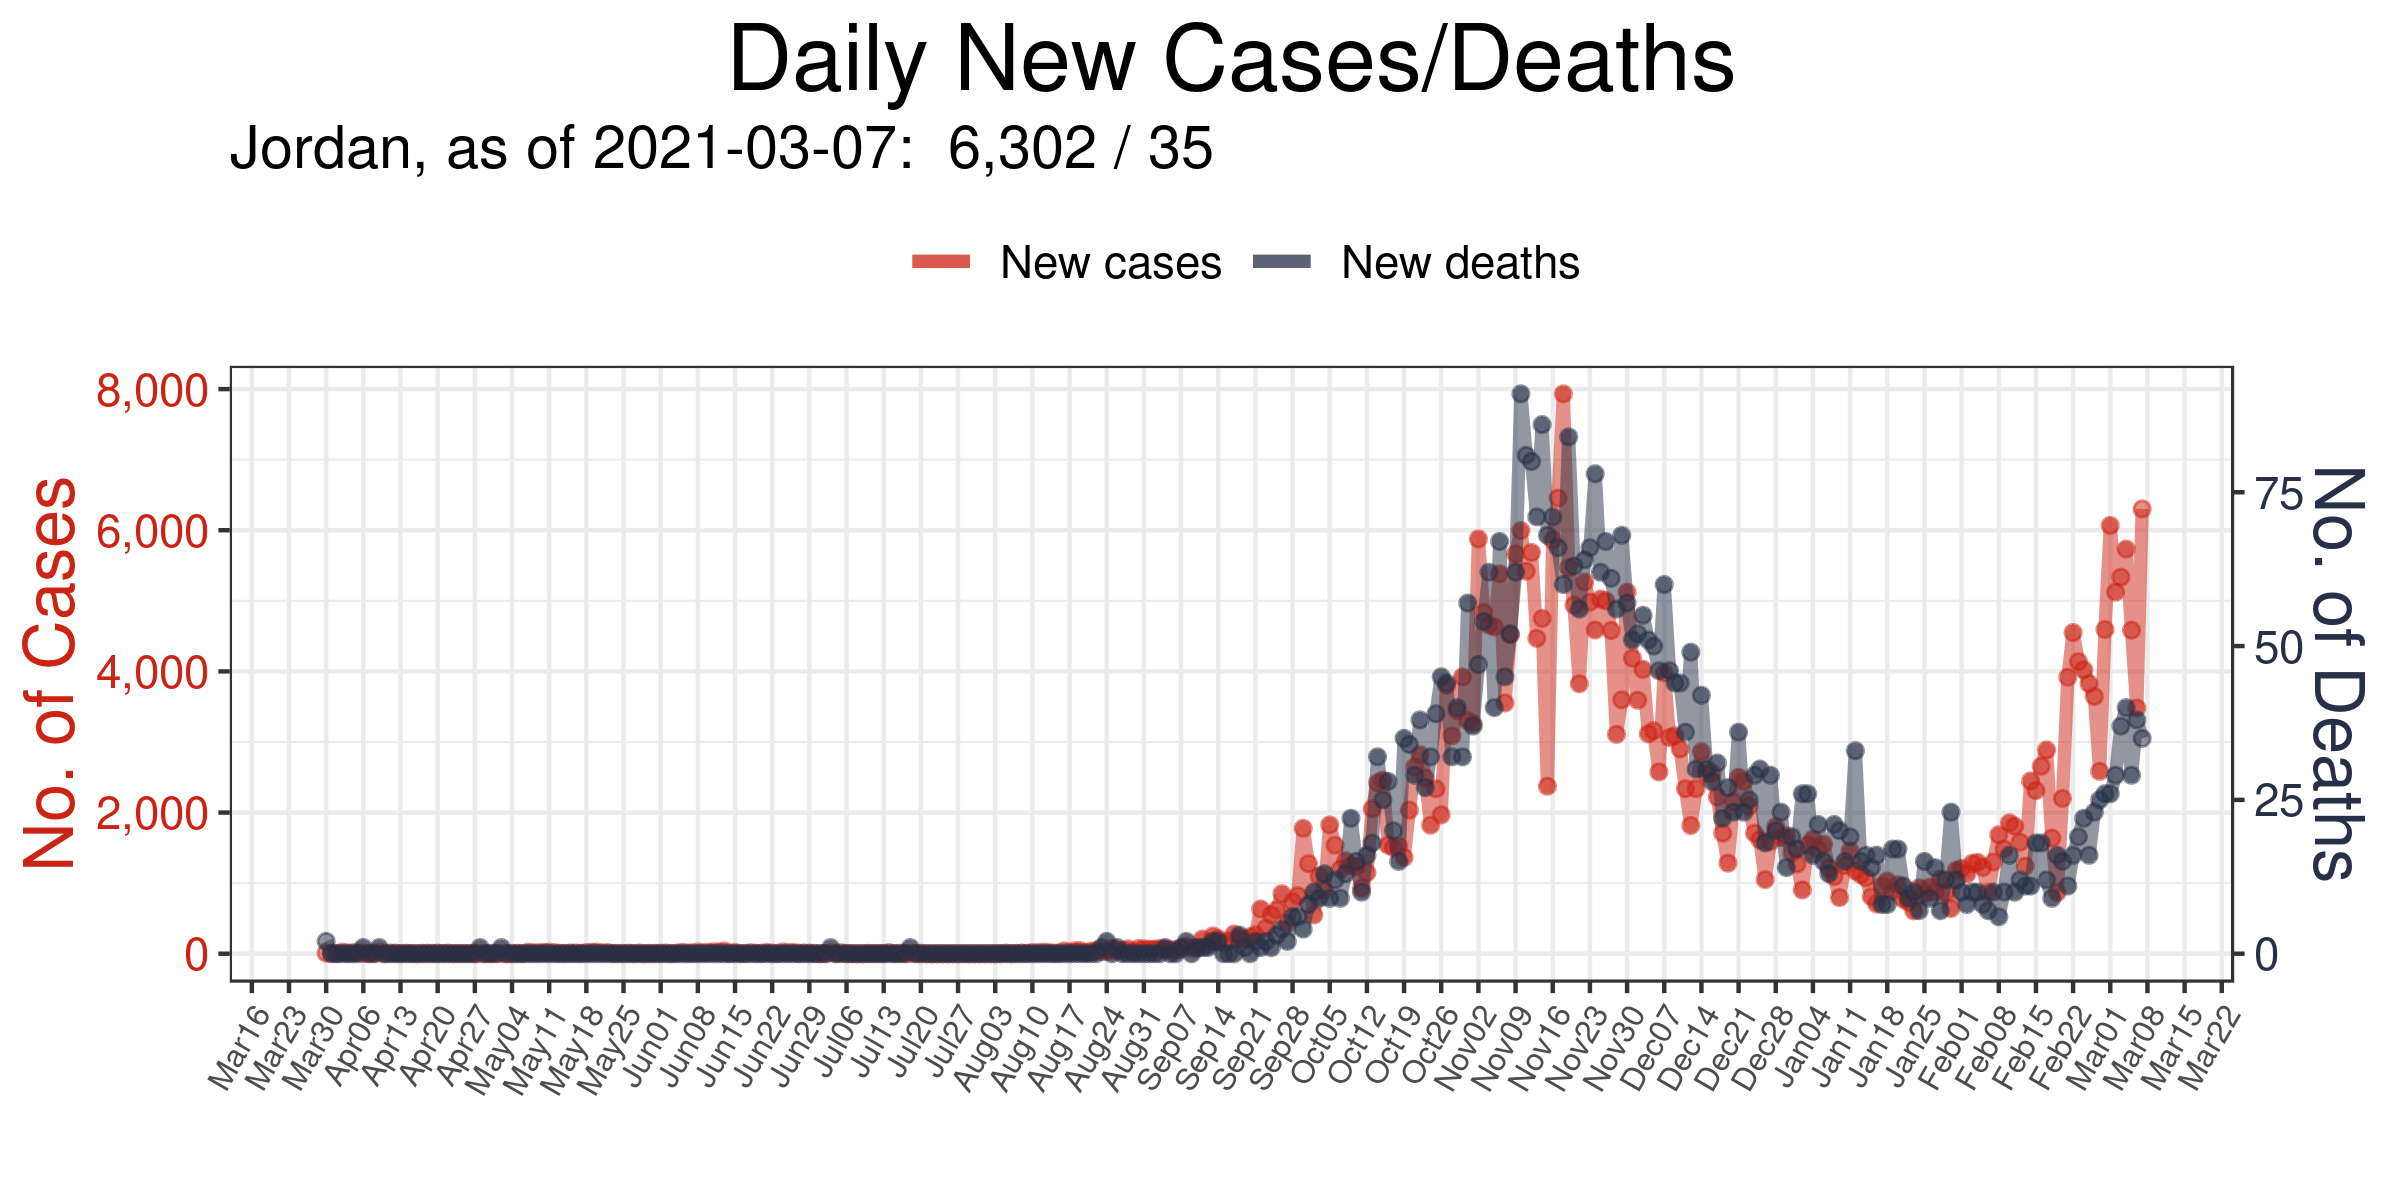 Daily New Cases/Deaths
Jordan, as of 2021-03-07:  6,302 / 35
New cases
New deaths
No. of Cases
8,000
6,000
4,000
2,000
0
75
50
25
0
No. of Deaths
Mar16
Mar23
Mar30
Apr06
Apr13
Apr20
Apr27
May04
May11
May18
May25
Jun01
Jun08
Jun15
Jun22
Jun29
Jul06
Jul13
Jul20
Jul27
Aug03
Aug10
Aug17
Aug24
Aug31
Sep07
Sep14
Sep21
Sep28
Oct05
Oct12
Oct19
Oct26
Nov02
Nov09
Nov16
Nov23
Nov30
Dec07
Dec14
Dec21
Dec28
Jan04
Jan11
Jan18
Jan25
Feb01
Feb08
Feb15
Feb22
Mar01
Mar08
Mar15
Mar22